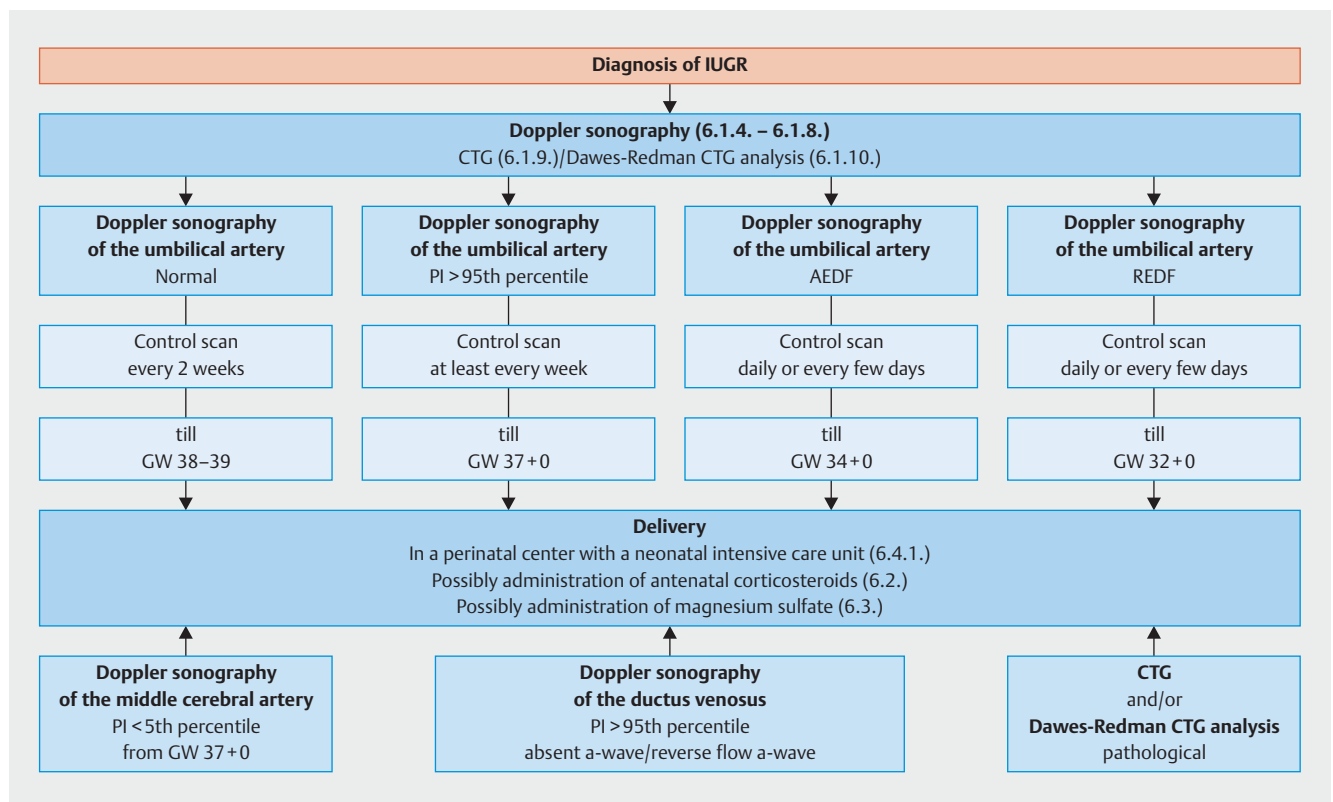 Diagnosis of IUGR
Doppler sonography (6.1.4. – 6.1.8.)
CTG (6.1.9.)/Dawes-Redman CTG analysis (6.1.10.)
Doppler sonography
of the umbilical artery
Normal
Doppler sonography
of the umbilical artery
PI > 95th percentile
Doppler sonography
of the umbilical artery
AEDF
Doppler sonography
of the umbilical artery
REDF
Control scan
every 2 weeks
Control scan
at least every week
Control scan
daily or every few days
Control scan
daily or every few days
till
GW 38–39
till
GW 37+0
till
GW 34+0
till
GW 32+0
Delivery
In a perinatal center with a neonatal intensive care unit (6.4.1.)
Possibly administration of antenatal corticosteroids (6.2.)
Possibly administration of magnesium sulfate (6.3.)
Doppler sonography
of the middle cerebral artery
PI < 5th percentile
from GW 37+0
Doppler sonography
of the ductus venosus
PI > 95th percentile
absent a-wave/reverse flow a-wave
CTG
and/or
Dawes-Redman CTG analysis
pathological